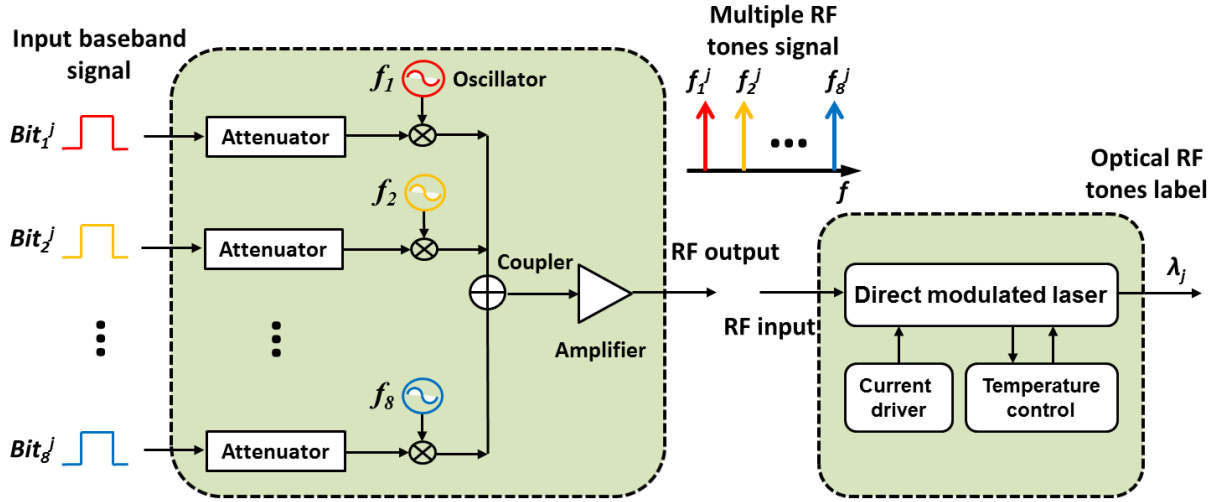 Input baseband
signal
Multiple RF
tones signal
f₁ Oscillator
f₁ʲ f₂ʲ f₈ʲ
Bit₁ʲ
Attenuator
f
Optical RF
tones label
f₂
Bit₂ʲ
Attenuator
Coupler
RF output
Amplifier
RF input
Direct modulated laser
λⱼ
Current
driver
Temperature
control
f₈
Bit₈ʲ
Attenuator